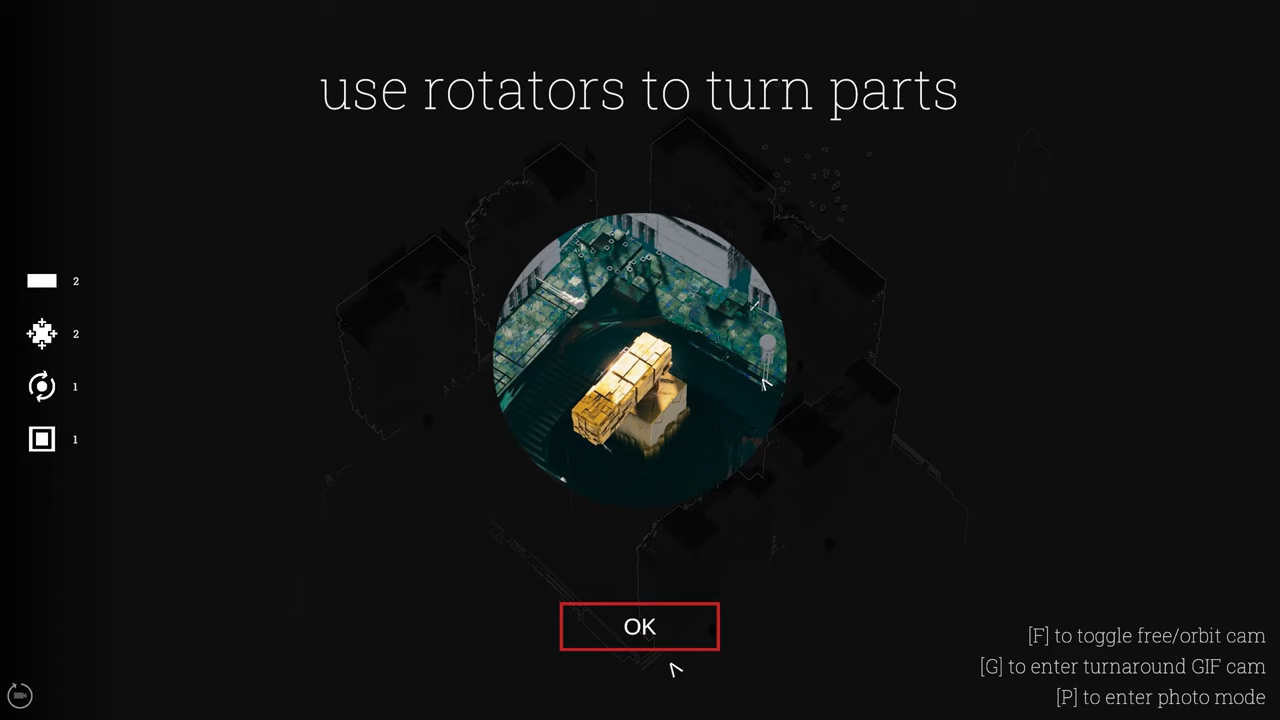 use rotators to turn parts
2
2
1
1
OK
[F] to toggle free/orbit cam
[G] to enter turnaround GIF cam
[P] to enter photo mode